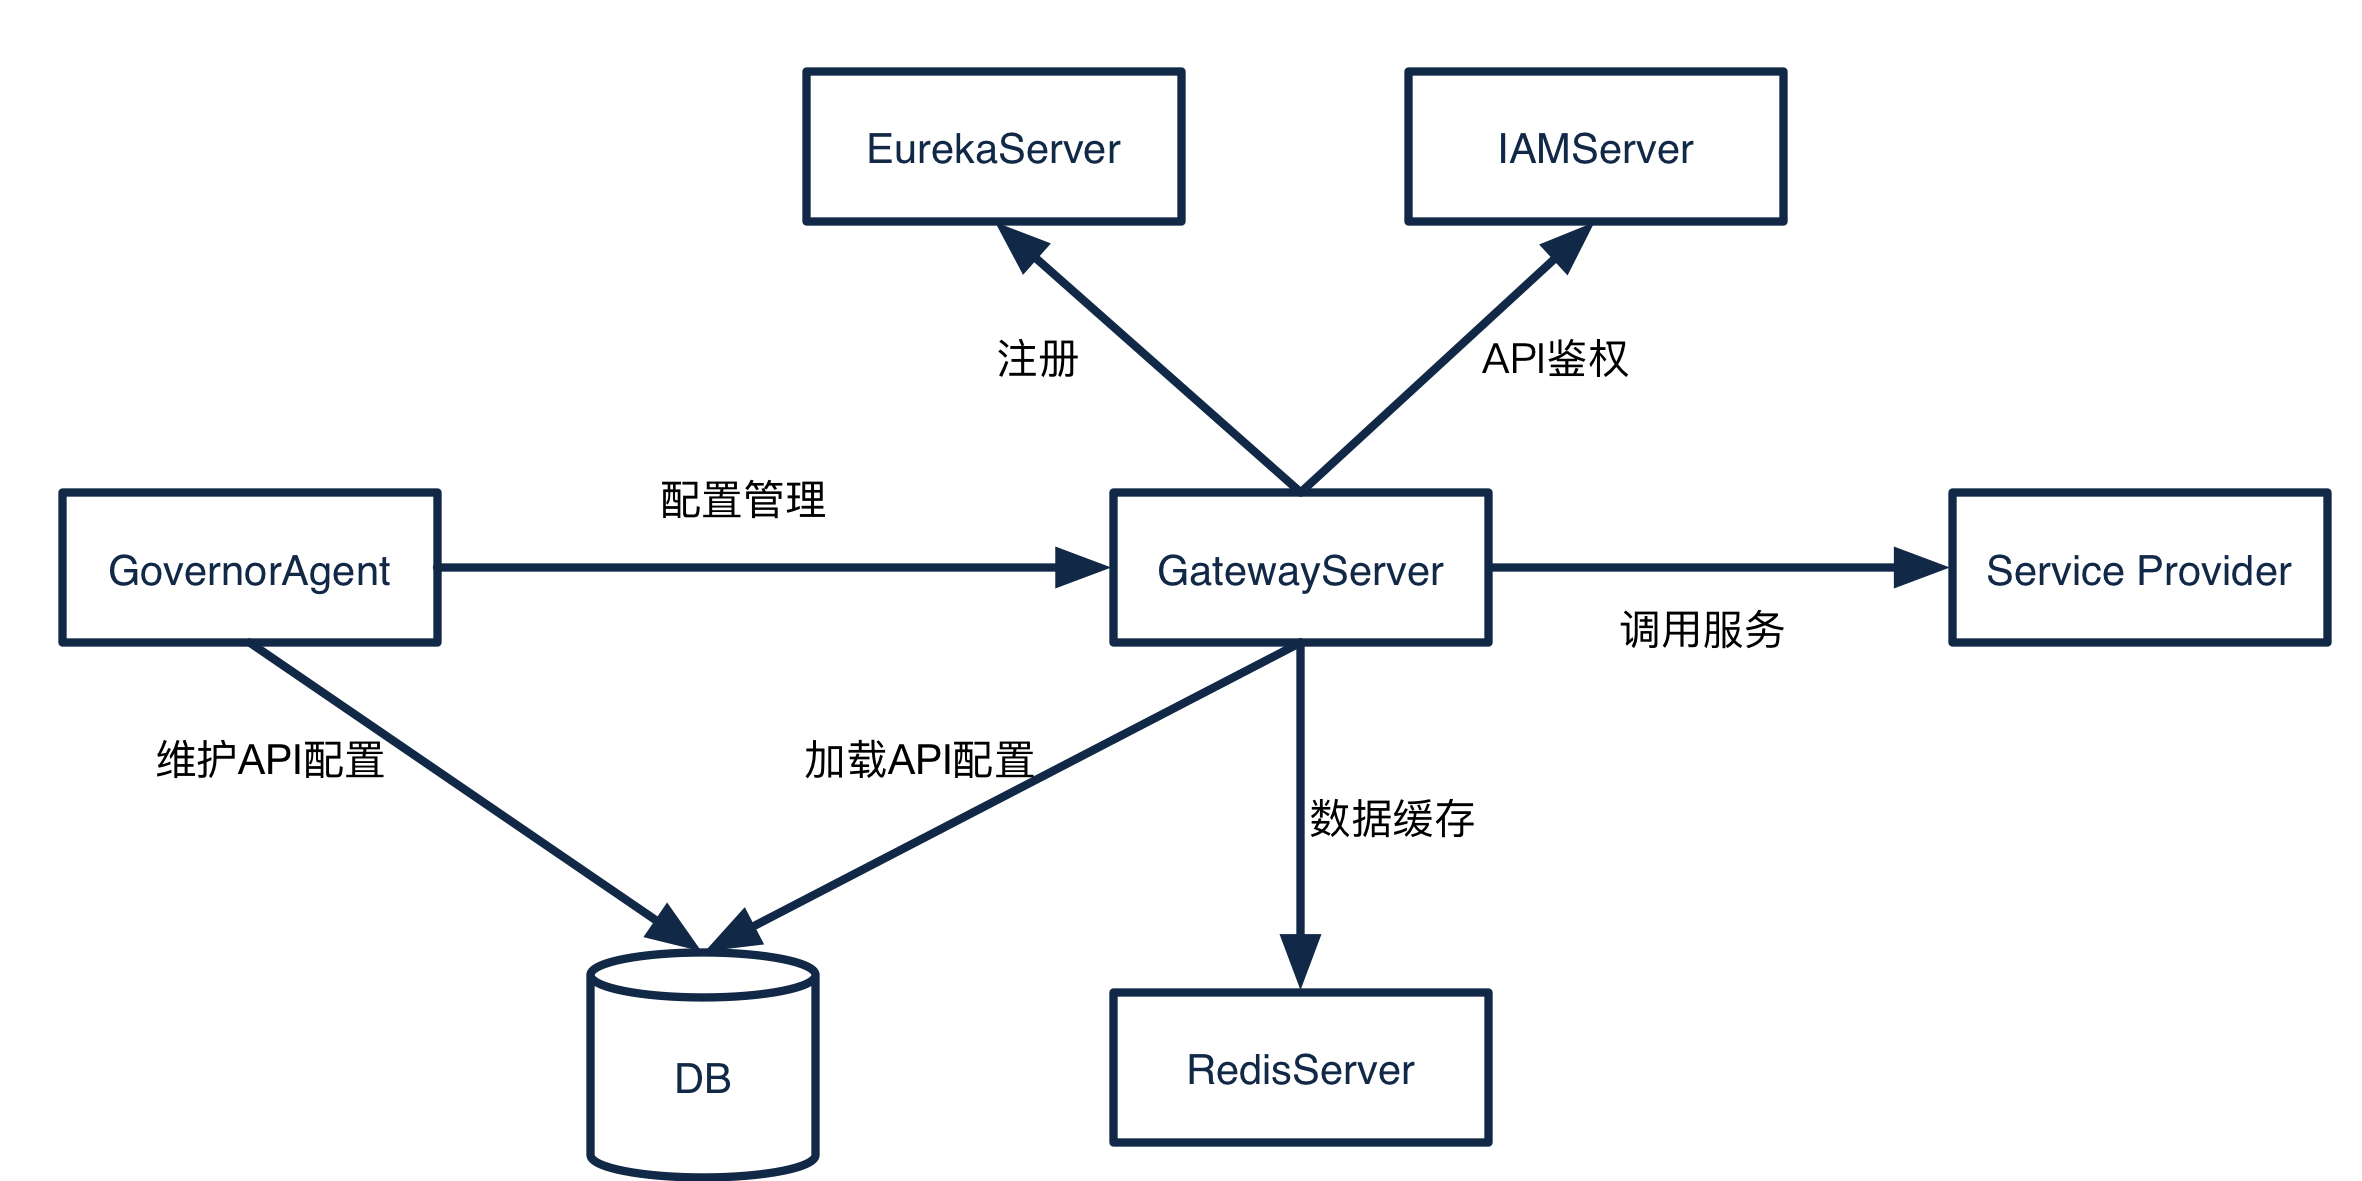 EurekaServer
IAMServer
注册
API鉴权
配置管理
GovernorAgent
GatewayServer
Service Provider
调用服务
维护API配置
加载API配置
数据缓存
DB
RedisServer